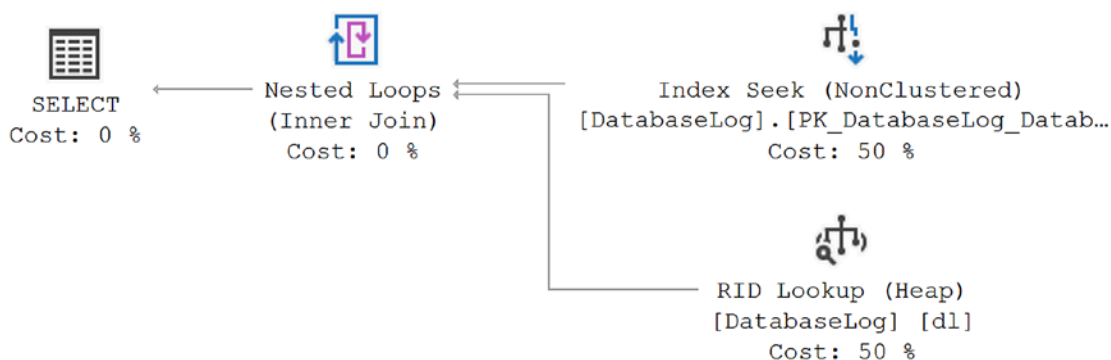 SELECT
Cost: 0 %
Nested Loops
(Inner Join)
Cost: 0 %
Index Seek (NonClustered)
[DatabaseLog].[PK_DatabaseLog_Datab…
Cost: 50 %
RID Lookup (Heap)
[DatabaseLog] [dl]
Cost: 50 %